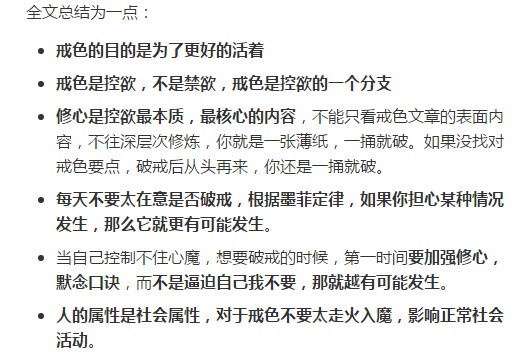 全文总结为一点：
戒色的目的是为了更好的活着
戒色是控欲，不是禁欲，戒色是控欲的一个分支
修心是控欲最本质，最核心的内容，不能只看戒色文章的表面内
容，不往深层次修炼，你就是一张薄纸，一捅就破。如果没找对
戒色要点，破戒后从头再来，你还是一捅就破。
每天不要太在意是否破戒，根据墨菲定律，如果你担心某种情况
发生，那么它就更有可能发生。
当自己控制不住心魔，想要破戒的时候，第一时间要加强修心，
默念口诀，而不是逼迫自己我不要，那就越有可能发生。
人的属性是社会属性，对于戒色不要太走火入魔，影响正常社会
活动。